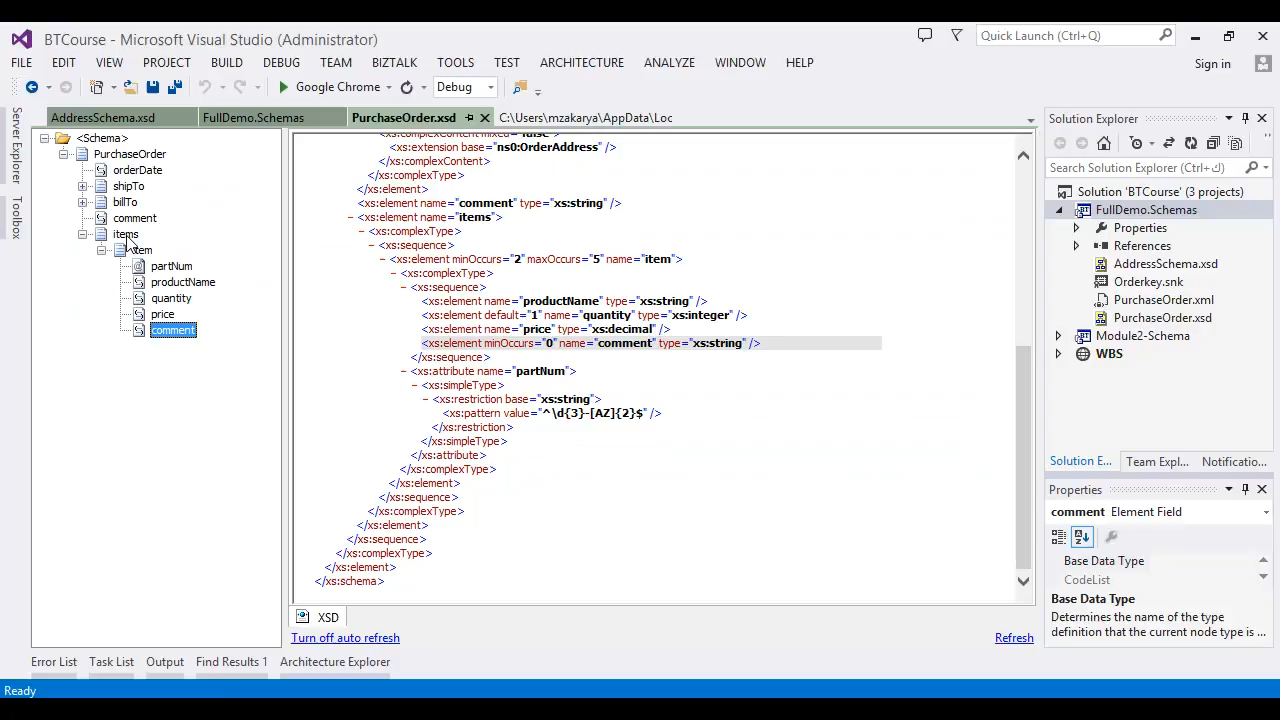 BTCourse - Microsoft Visual Studio (Administrator)
Quick Launch (Ctrl+Q)
FILE EDIT VIEW PROJECT BUILD DEBUG TEAM BIZTALK TOOLS TEST ARCHITECTURE ANALYZE WINDOW HELP
Sign in
Google Chrome Debug
Server Explorer
Toolbox
AddressSchema.xsd FullDemo.Schemas PurchaseOrder.xsd C:\Users\mzakarya\AppData\Loc
<Schema>
PurchaseOrder
orderDate
shipTo
billTo
comment
items
item
partNum
productName
quantity
price
comment
<xs:complexContent mixed="false">
<xs:extension base="ns0:OrderAddress" />
</xs:complexContent>
</xs:complexType>
</xs:element>
<xs:element name="comment" type="xs:string" />
<xs:element name="items">
<xs:complexType>
<xs:sequence>
<xs:element minOccurs="2" maxOccurs="5" name="item">
<xs:complexType>
<xs:sequence>
<xs:element name="productName" type="xs:string" />
<xs:element default="1" name="quantity" type="xs:integer" />
<xs:element name="price" type="xs:decimal" />
<xs:element minOccurs="0" name="comment" type="xs:string" />
</xs:sequence>
<xs:attribute name="partNum">
<xs:simpleType>
<xs:restriction base="xs:string">
<xs:pattern value="^\d{3}-[AZ]{2}$" />
</xs:restriction>
</xs:simpleType>
</xs:attribute>
</xs:complexType>
</xs:element>
</xs:sequence>
</xs:complexType>
</xs:element>
</xs:sequence>
</xs:complexType>
</xs:element>
</xs:schema>
XSD
Turn off auto refresh
Refresh
Solution Explorer
Search Solution Explorer (Ctrl+ك)
Solution 'BTCourse' (3 projects)
FullDemo.Schemas
Properties
References
AddressSchema.xsd
Orderkey.snk
PurchaseOrder.xml
PurchaseOrder.xsd
Module2-Schema
WBS
Solution E... Team Expl... Notificatio...
Properties
comment Element Field
Base Data Type
CodeList
Base Data Type
Determines the name of the type
definition that the current node type is ...
Error List Task List Output Find Results 1 Architecture Explorer
Ready